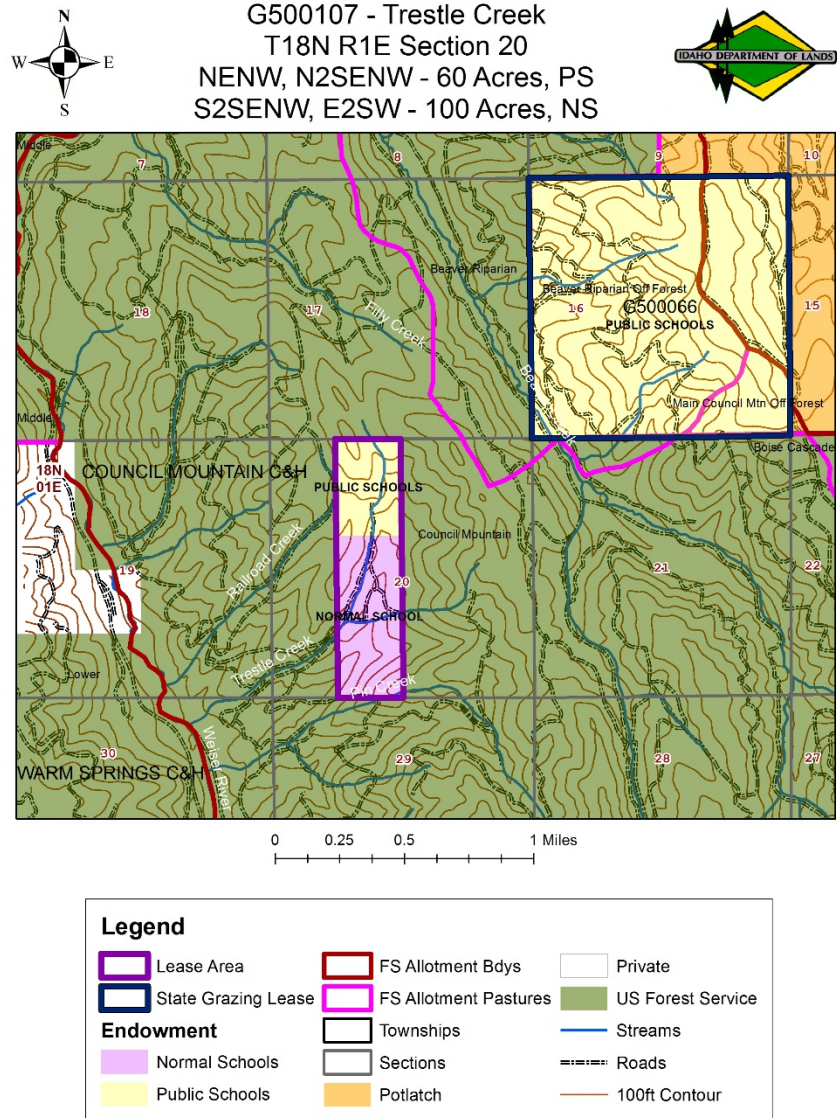 G500107 - Trestle Creek
T18N R1E Section 20
NENW, N2SENW - 60 Acres, PS
S2SENW, E2SW - 100 Acres, NS
N
W
E
S
IDAHO DEPARTMENT OF LANDS
Middle
7
8
9
10
Beaver Riparian
Beaver Riparian Off Forest
18
17
16
G500066
PUBLIC SCHOOLS
15
Filly Creek
Main Council Mtn Off Forest
Middle
Boise Cascade
18N
01E
COUNCIL MOUNTAIN C&H
PUBLIC SCHOOLS
Council Mountain
Railroad Creek
19
20
21
22
NORMAL SCHOOL
Trestle Creek
Lower
Pin Creek
Weiser River
30
29
28
27
WARM SPRINGS C&H
0 0.25 0.5 1 Miles
Legend
Lease Area
FS Allotment Bdys
Private
State Grazing Lease
FS Allotment Pastures
US Forest Service
Endowment
Townships
Streams
Normal Schools
Sections
Roads
Public Schools
Potlatch
100ft Contour